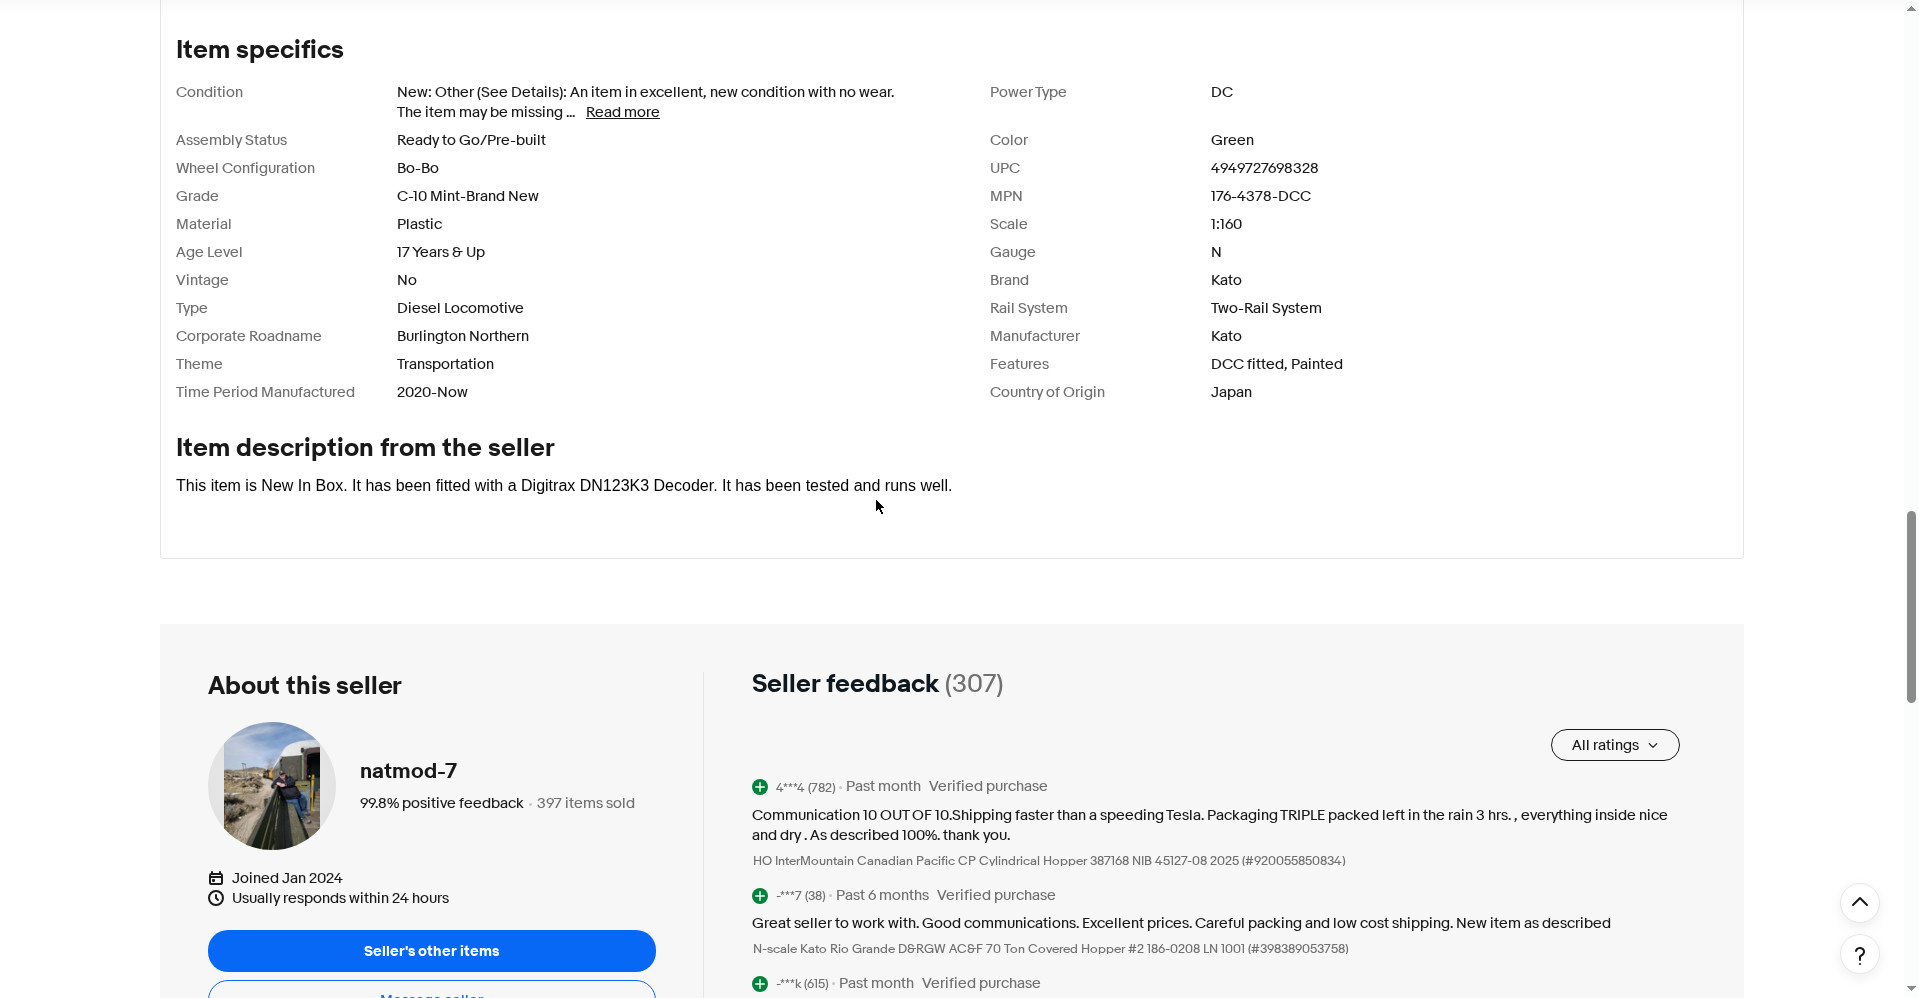 Item specifics
Condition
New: Other (See Details): An item in excellent, new condition with no wear.
The item may be missing ... Read more
Power Type
DC
Assembly Status
Ready to Go/Pre-built
Color
Green
Wheel Configuration
Bo-Bo
UPC
4949727698328
Grade
C-10 Mint-Brand New
MPN
176-4378-DCC
Material
Plastic
Scale
1:160
Age Level
17 Years & Up
Gauge
N
Vintage
No
Brand
Kato
Type
Diesel Locomotive
Rail System
Two-Rail System
Corporate Roadname
Burlington Northern
Manufacturer
Kato
Theme
Transportation
Features
DCC fitted, Painted
Time Period Manufactured
2020-Now
Country of Origin
Japan
Item description from the seller
This item is New In Box. It has been fitted with a Digitrax DN123K3 Decoder. It has been tested and runs well.
About this seller
natmod-7
99.8% positive feedback · 397 items sold
Joined Jan 2024
Usually responds within 24 hours
Seller's other items
Message seller
Seller feedback (307)
All ratings
4***4 (782) · Past month Verified purchase
Communication 10 OUT OF 10.Shipping faster than a speeding Tesla. Packaging TRIPLE packed left in the rain 3 hrs. , everything inside nice
and dry . As described 100%. thank you.
HO InterMountain Canadian Pacific CP Cylindrical Hopper 387168 NIB 45127-08 2025 (#920055850834)
-***7 (38) · Past 6 months Verified purchase
Great seller to work with. Good communications. Excellent prices. Careful packing and low cost shipping. New item as described
N-scale Kato Rio Grande D&RGW AC&F 70 Ton Covered Hopper #2 186-0208 LN 1001 (#398389053758)
-***k (615) · Past month Verified purchase
?